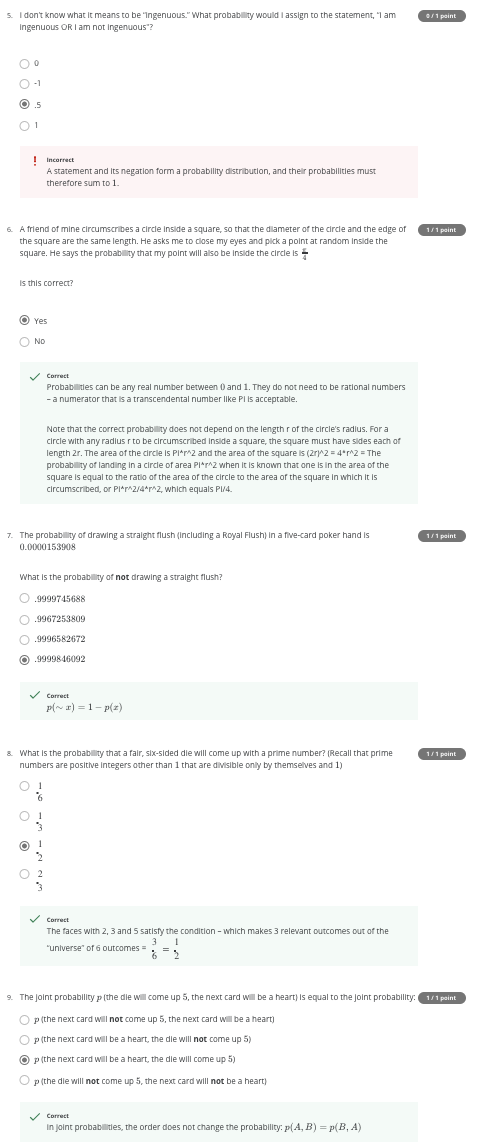 5. I don't know what it means to be "ingenuous." What probability would I assign to the statement, "I am
ingenuous OR I am not ingenuous"?
0 / 1 point
0
-1
.5
1
Incorrect
A statement and its negation form a probability distribution, and their probabilities must
therefore sum to 1.
6. A friend of mine circumscribes a circle inside a square, so that the diameter of the circle and the edge of
the square are the same length. He asks me to close my eyes and pick a point at random inside the
square. He says the probability that my point will also be inside the circle is π/4
1 / 1 point
Is this correct?
Yes
No
Correct
Probabilities can be any real number between 0 and 1. They do not need to be rational numbers
– a numerator that is a transcendental number like PI is acceptable.
Note that the correct probability does not depend on the length r of the circle's radius. For a
circle with any radius r to be circumscribed inside a square, the square must have sides each of
length 2r. The area of the circle is PI*r^2 and the area of the square is (2r)^2 = 4*r^2 = The
probability of landing in a circle of area PI*r^2 when it is known that one is in the area of the
square is equal to the ratio of the area of the circle to the area of the square in which it is
circumscribed, or PI*r^2/4*r^2, which equals PI/4.
7. The probability of drawing a straight flush (including a Royal Flush) in a five-card poker hand is
0.0000153908
1 / 1 point
What is the probability of not drawing a straight flush?
.9999745688
.9967253809
.9996582672
.9999846092
Correct
p(∼ x) = 1 − p(x)
8. What is the probability that a fair, six-sided die will come up with a prime number? (Recall that prime
numbers are positive integers other than 1 that are divisible only by themselves and 1)
1 / 1 point
1/6
1/3
1/2
2/3
Correct
The faces with 2, 3 and 5 satisfy the condition – which makes 3 relevant outcomes out of the
"universe" of 6 outcomes = 3/6 = 1/2
9. The joint probability p (the die will come up 5, the next card will be a heart) is equal to the joint probability:
1 / 1 point
p (the next card will not come up 5, the next card will be a heart)
p (the next card will be a heart, the die will not come up 5)
p (the next card will be a heart, the die will come up 5)
p (the die will not come up 5, the next card will not be a heart)
Correct
in joint probabilities, the order does not change the probability: p(A, B) = p(B, A)